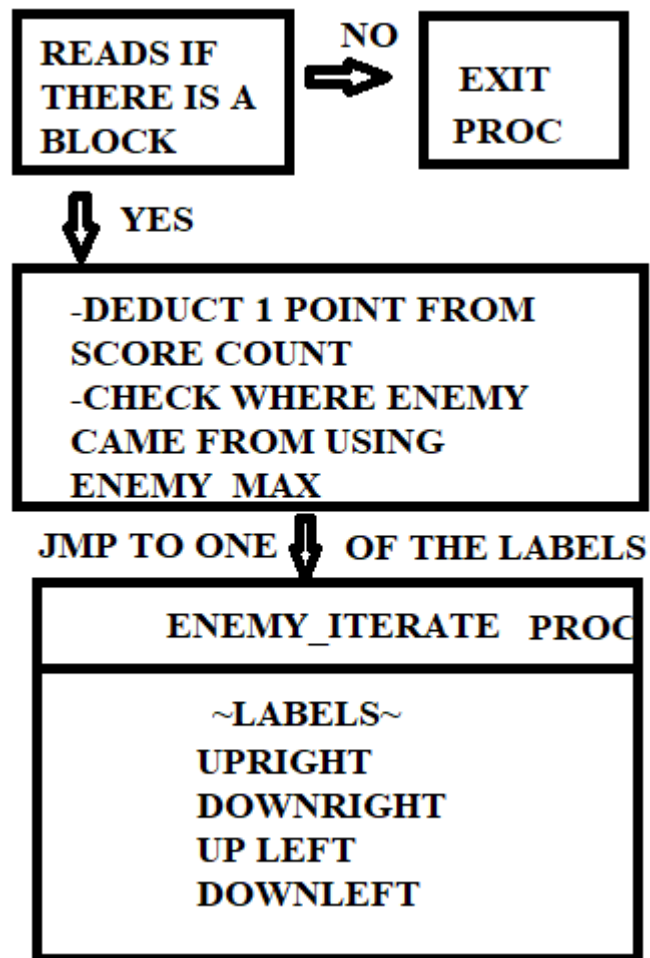 READS IF
THERE IS A
BLOCK
NO
EXIT
PROC
YES
-DEDUCT 1 POINT FROM
SCORE COUNT
-CHECK WHERE ENEMY
CAME FROM USING
ENEMY_MAX
JMP TO ONE OF THE LABELS
ENEMY_ITERATE PROC
~LABELS~
UPRIGHT
DOWNRIGHT
UP LEFT
DOWNLEFT